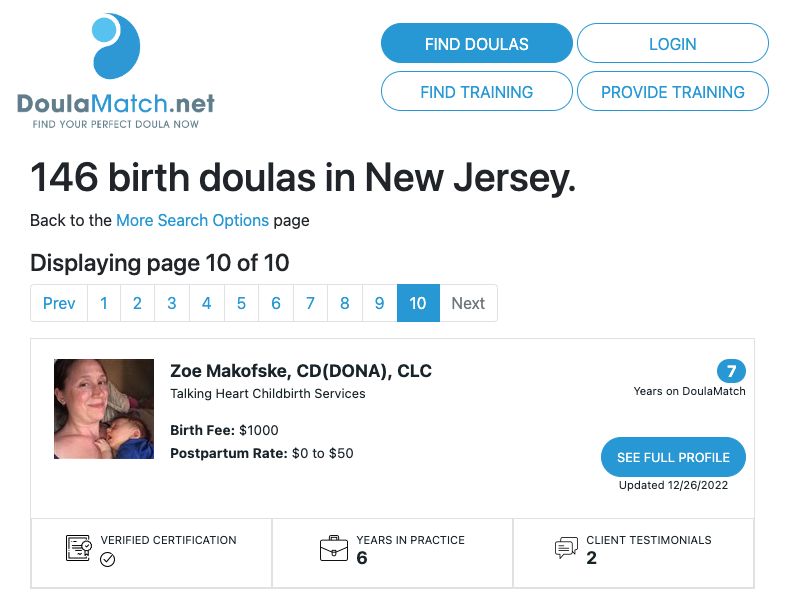 FIND DOULAS
LOGIN
FIND TRAINING
PROVIDE TRAINING
DoulaMatch.net
FIND YOUR PERFECT DOULA NOW
146 birth doulas in New Jersey.
Back to the More Search Options page
Displaying page 10 of 10
Prev 1 2 3 4 5 6 7 8 9 10 Next
Zoe Makofske, CD(DONA), CLC
Talking Heart Childbirth Services
Birth Fee: $1000
Postpartum Rate: $0 to $50
7
Years on DoulaMatch
SEE FULL PROFILE
Updated 12/26/2022
VERIFIED CERTIFICATION
YEARS IN PRACTICE
6
CLIENT TESTIMONIALS
2